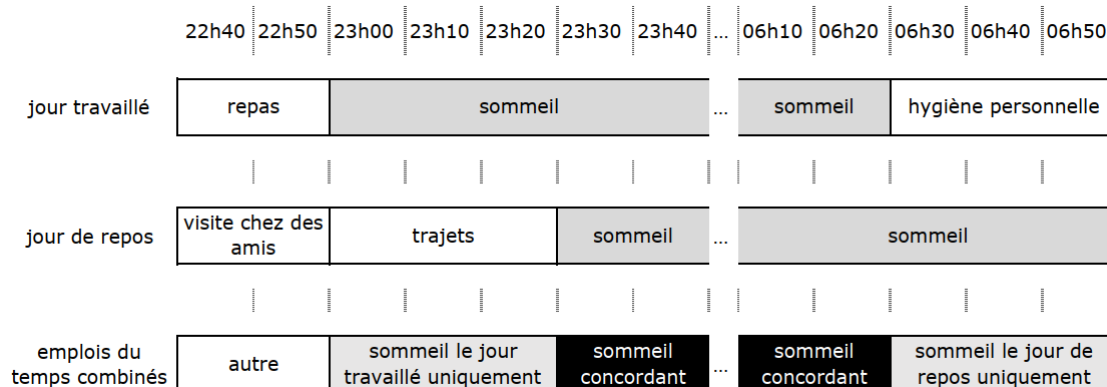 22h40 22h50 23h00 23h10 23h20 23h30 23h40 ... 06h10 06h20 06h30 06h40 06h50
jour travaillé repas sommeil ... sommeil hygiène personnelle
jour de repos visite chez des amis trajets sommeil ... sommeil
emplois du temps combinés autre sommeil le jour travaillé uniquement sommeil concordant ... sommeil concordant sommeil le jour de repos uniquement